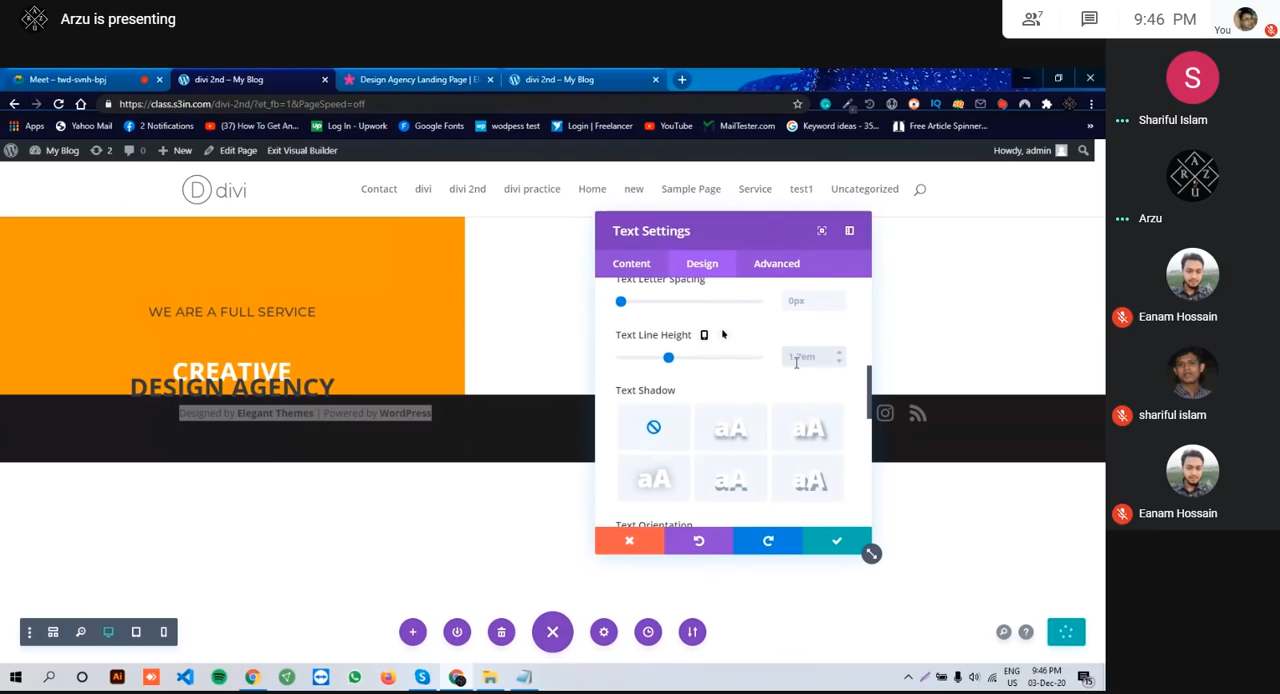 Arzu is presenting
7
9:46 PM
You
Meet – twd-svnh-bpj
divi 2nd – My Blog
Design Agency Landing Page | El
divi 2nd – My Blog
https://class.s3in.com/divi-2nd/?et_fb=1&PageSpeed=off
Apps
Yahoo Mail
2 Notifications
(37) How To Get An...
Log In - Upwork
Google Fonts
wodpess test
Login | Freelancer
YouTube
MailTester.com
Keyword ideas - 35...
Free Article Spinner...
My Blog
2
0
New
Edit Page
Exit Visual Builder
Howdy, admin
D divi
Contact
divi
divi 2nd
divi practice
Home
new
Sample Page
Service
test1
Uncategorized
WE ARE A FULL SERVICE
CREATIVE
DESIGN AGENCY
Designed by Elegant Themes | Powered by WordPress
Text Settings
Content
Design
Advanced
Text Letter Spacing
0px
Text Line Height
1.7em
Text Shadow
aA
aA
aA
aA
aA
Text Orientation
S
Shariful Islam
A
R Z
U
Arzu
Eanam Hossain
shariful islam
Eanam Hossain
ENG
US
9:46 PM
03-Dec-20
15